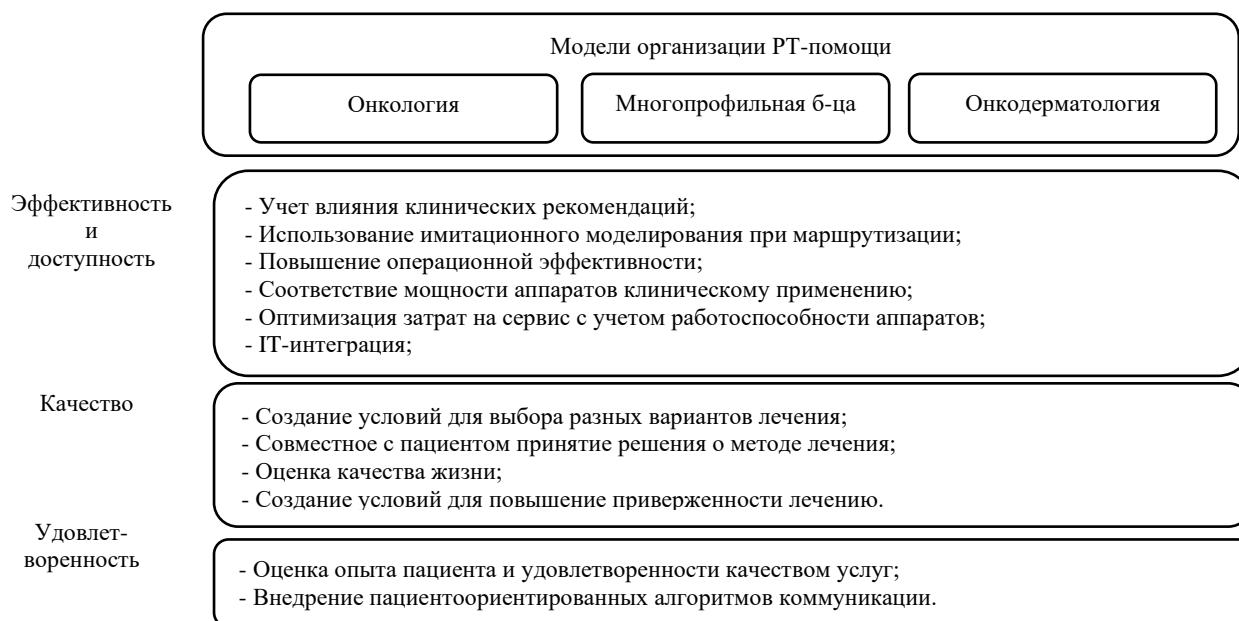 Модели организации РТ-помощи
Онкология
Многопрофильная б-ца
Онкодерматология
Эффективность
и
доступность
- Учет влияния клинических рекомендаций;
- Использование имитационного моделирования при маршрутизации;
- Повышение операционной эффективности;
- Соответствие мощности аппаратов клиническому применению;
- Оптимизация затрат на сервис с учетом работоспособности аппаратов;
- IT-интеграция;
Качество
- Создание условий для выбора разных вариантов лечения;
- Совместное с пациентом принятие решения о методе лечения;
- Оценка качества жизни;
- Создание условий для повышение приверженности лечению.
Удовлет-
воренность
- Оценка опыта пациента и удовлетворенности качеством услуг;
- Внедрение пациентоориентированных алгоритмов коммуникации.